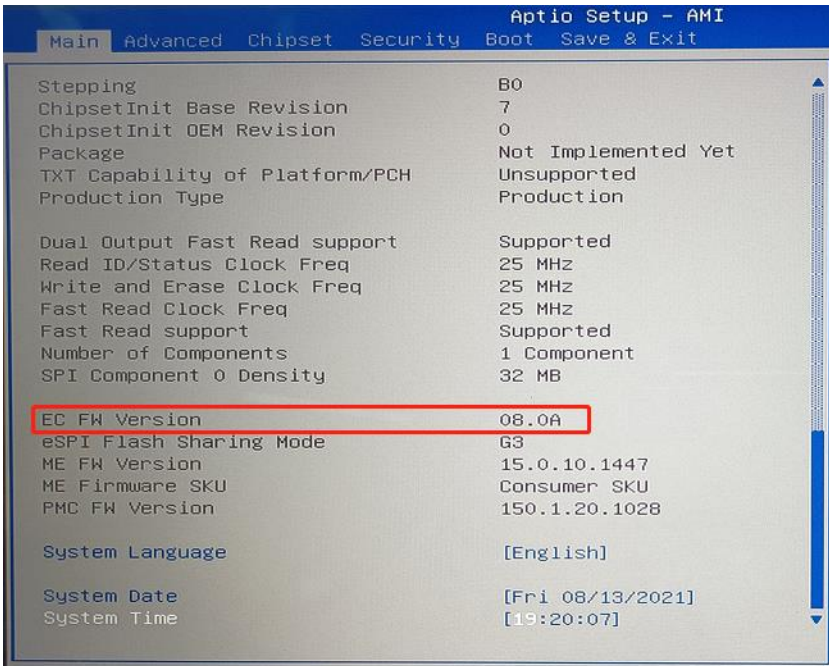 Aptio Setup – AMI
Main Advanced Chipset Security Boot Save & Exit
Stepping B0
ChipsetInit Base Revision 7
ChipsetInit OEM Revision 0
Package Not Implemented Yet
TXT Capability of Platform/PCH Unsupported
Production Type Production
Dual Output Fast Read support Supported
Read ID/Status Clock Freq 25 MHz
Write and Erase Clock Freq 25 MHz
Fast Read Clock Freq 25 MHz
Fast Read support Supported
Number of Components 1 Component
SPI Component 0 Density 32 MB
EC FW Version 08.0A
eSPI Flash Sharing Mode G3
ME FW Version 15.0.10.1447
ME Firmware SKU Consumer SKU
PMC FW Version 150.1.20.1028
System Language [English]
System Date [Fri 08/13/2021]
System Time [19:20:07]